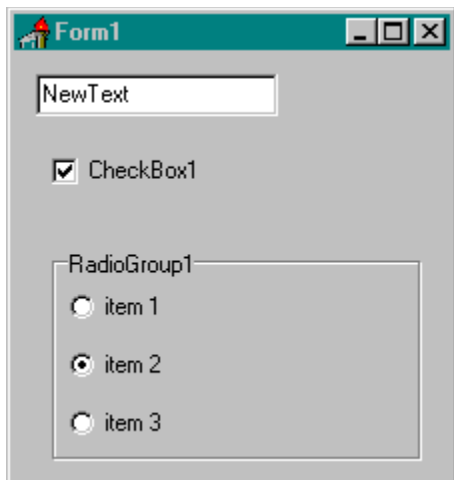 Form1
NewText
CheckBox1
RadioGroup1
item 1
item 2
item 3